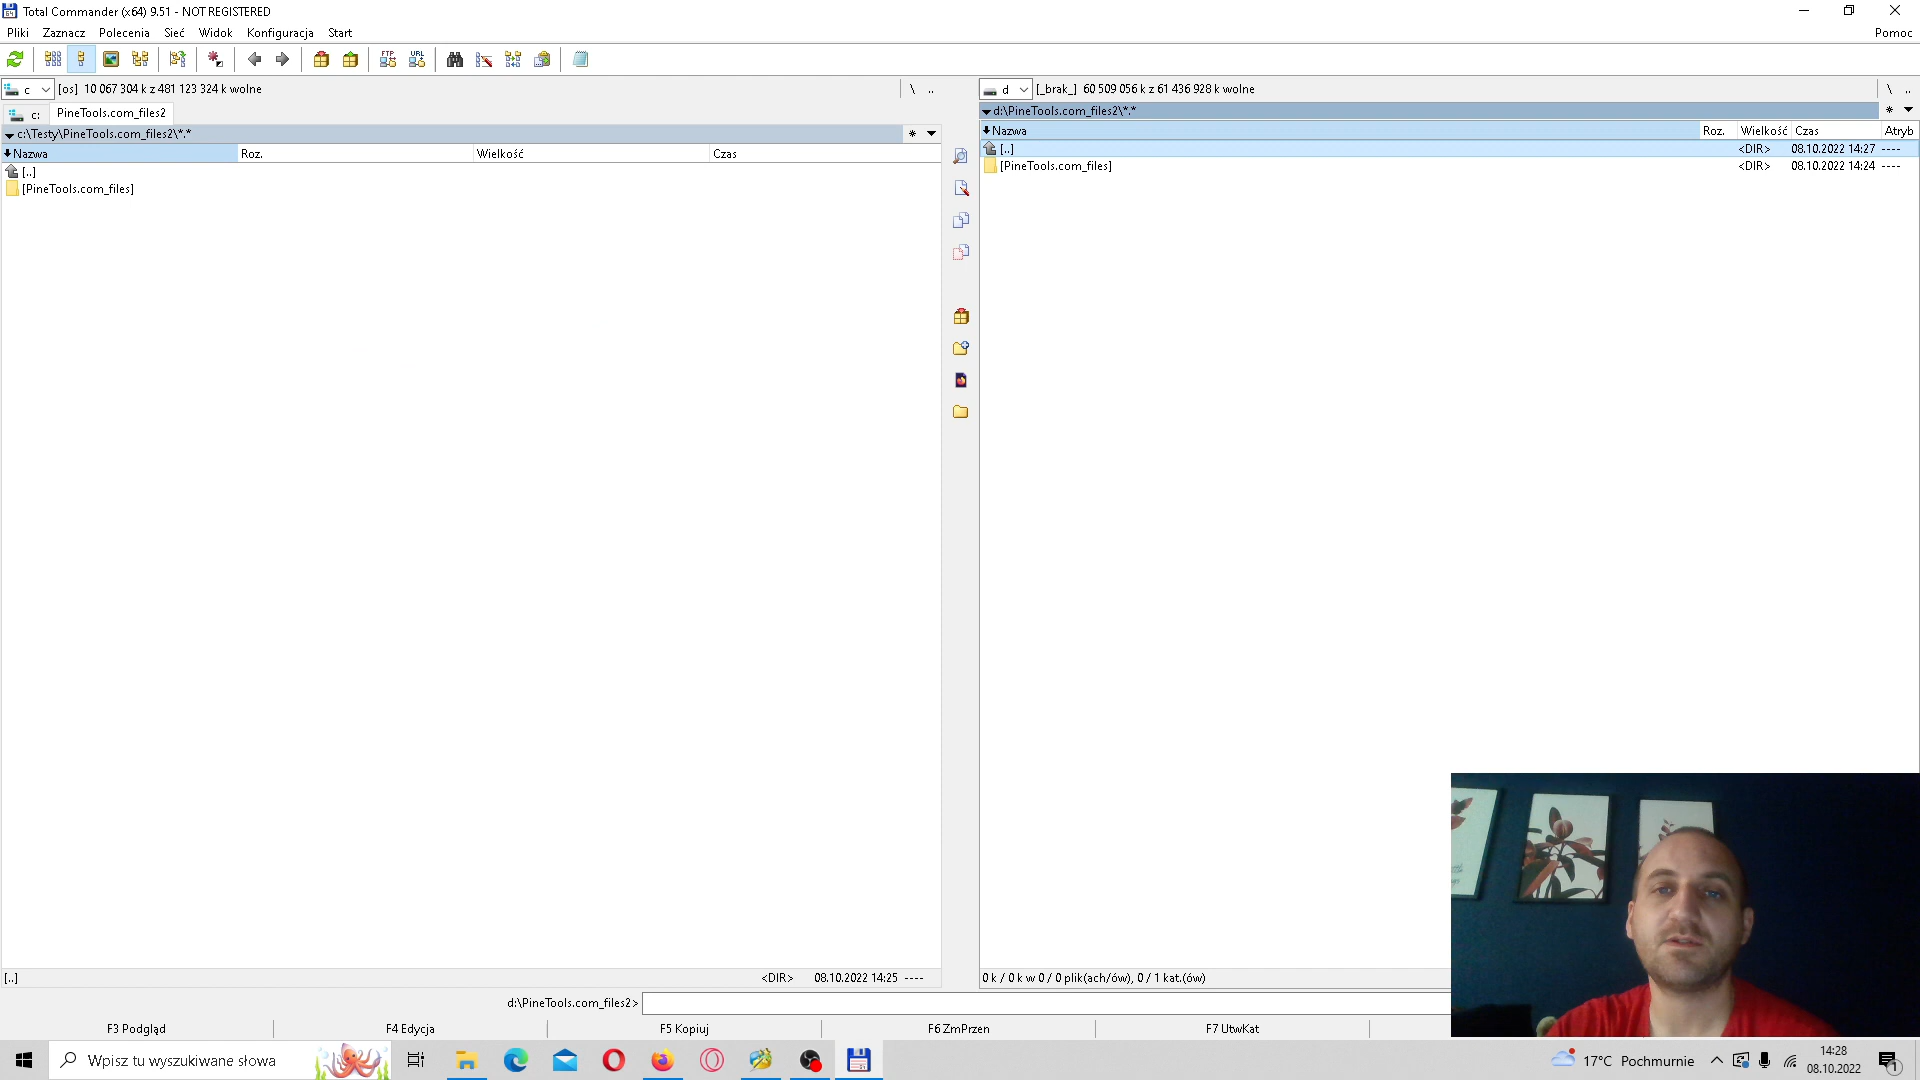 Total Commander (x64) 9.51 - NOT REGISTERED
Pliki Zaznacz Polecenia Sieć Widok Konfiguracja Start Pomoc
FTP URL
c [os] 10 067 304 k z 481 123 324 k wolne \ ..
d [_brak_] 60 509 056 k z 61 436 928 k wolne \ ..
c: PineTools.com_files2
d:\PineTools.com_files2\*.* *
c:\Testy\PineTools.com_files2\*.* *
Nazwa Roz. Wielkość Czas
[..]
[PineTools.com_files]
Nazwa Roz. Wielkość Czas Atryb
[..] <DIR> 08.10.2022 14:27 ----
[PineTools.com_files] <DIR> 08.10.2022 14:24 ----
[..] <DIR> 08.10.2022 14:25 ----
0 k / 0 k w 0 / 0 plik(ach/ów), 0 / 1 kat.(ów)
d:\PineTools.com_files2>
F3 Podgląd F4 Edycja F5 Kopiuj F6 ZmPrzen F7 UtwKat
Wpisz tu wyszukiwane słowa
17°C Pochmurnie
14:28
08.10.2022
1